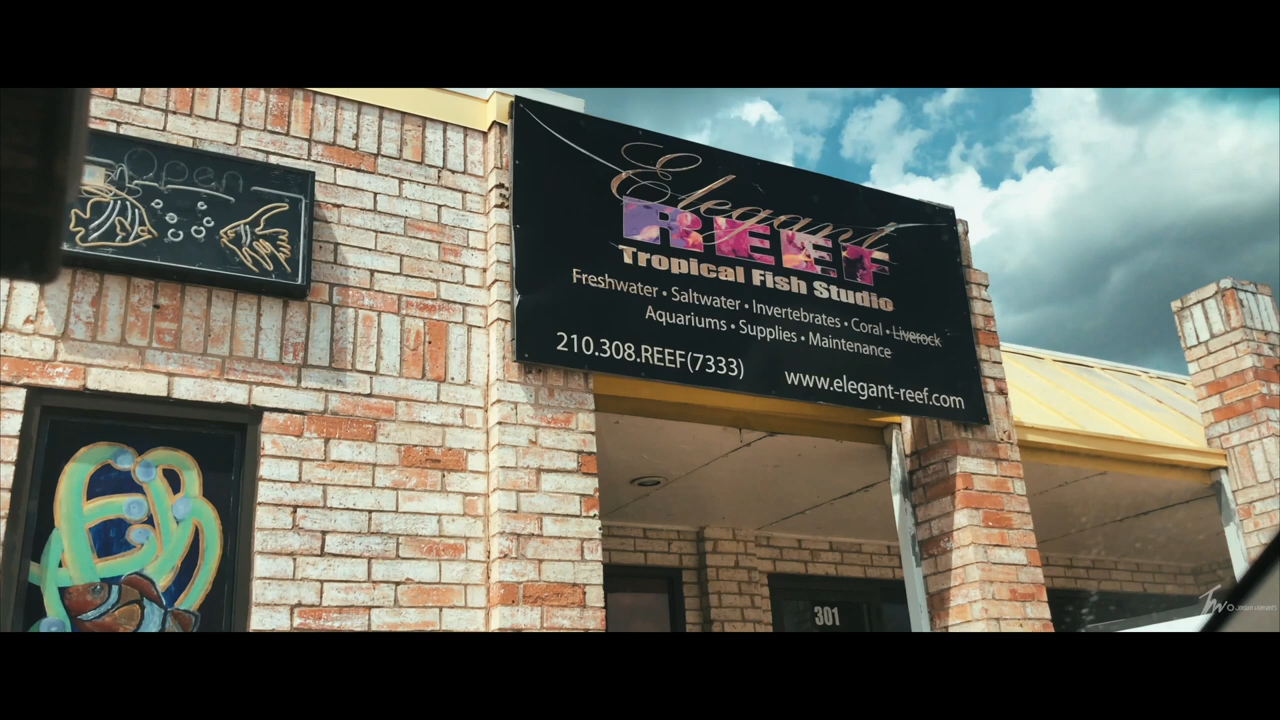 Open
Elegant
REEF
Tropical Fish Studio
Freshwater • Saltwater • Invertebrates • Coral • Liverock
Aquariums • Supplies • Maintenance
210.308.REEF(7333)
www.elegant-reef.com
ER
301